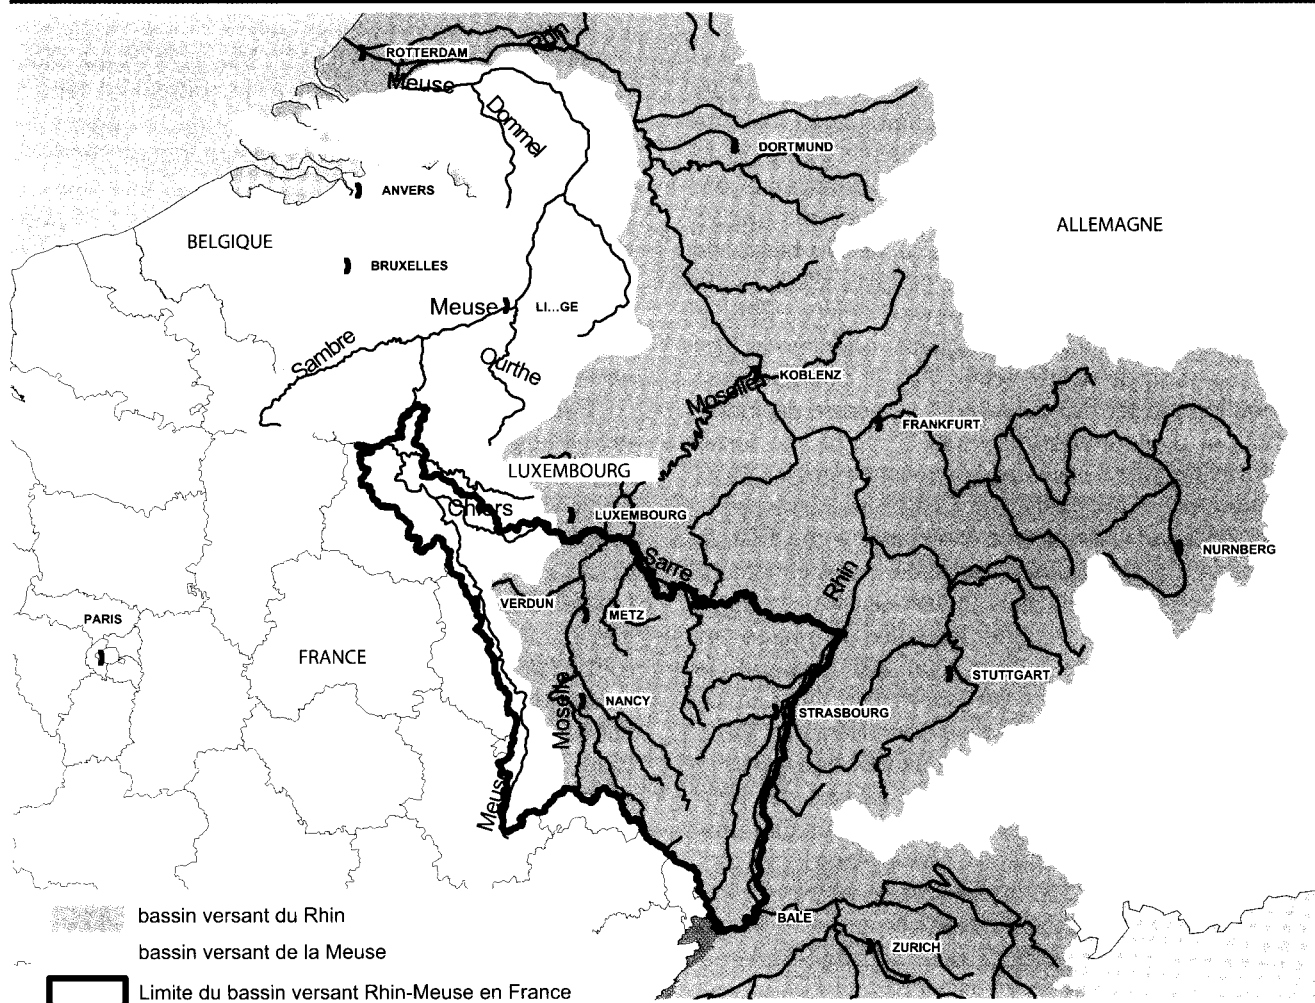 Rhin
ROTTERDAM
Meuse
Dommel
DORTMUND
ANVERS
ALLEMAGNE
BELGIQUE
BRUXELLES
Meuse
LI...GE
Sambre
Ourthe
KOBLENZ
Moselle
FRANKFURT
LUXEMBOURG
Chiers
LUXEMBOURG
NURNBERG
Sarre
Rhin
VERDUN
METZ
PARIS
FRANCE
STUTTGART
Moselle
NANCY
STRASBOURG
Meuse
bassin versant du Rhin
BALE
bassin versant de la Meuse
ZURICH
Limite du bassin versant Rhin-Meuse en France